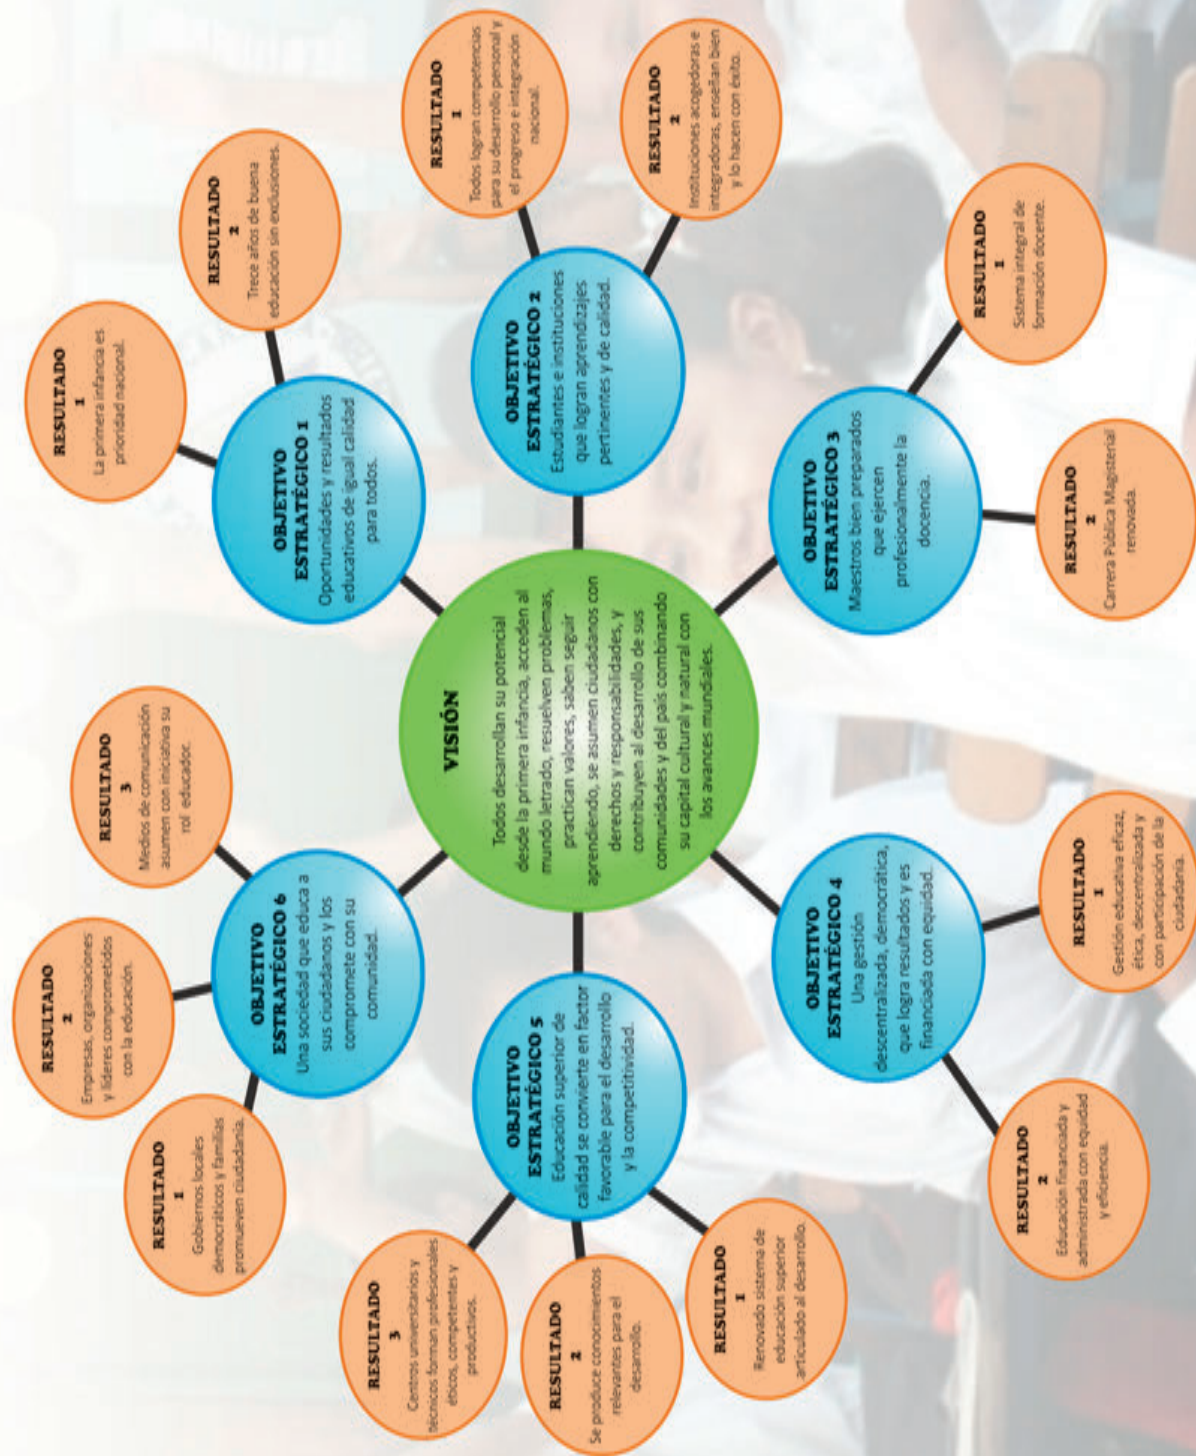 VISIÓN
Todos desarrollan su potencial
desde la primera infancia, acceden al
mundo letrado, resuelven problemas,
practican valores, saben seguir
aprendiendo, se asumen ciudadanos con
derechos y responsabilidades, y
contribuyen al desarrollo de sus
comunidades y del país combinando
su capital cultural y natural con
los avances mundiales.
OBJETIVO
ESTRATÉGICO 1
Oportunidades y resultados
educativos de igual calidad
para todos.
RESULTADO
1
La primera infancia es
prioridad nacional.
RESULTADO
2
Trece años de buena
educación sin exclusiones.
OBJETIVO
ESTRATÉGICO 2
Estudiantes e instituciones
que logran aprendizajes
pertinentes y de calidad.
RESULTADO
1
Todos logran competencias
para su desarrollo personal y
el progreso e integración
nacional.
RESULTADO
2
Instituciones acogedoras e
integradoras, enseñan bien
y lo hacen con éxito.
OBJETIVO
ESTRATÉGICO 3
Maestros bien preparados
que ejercen
profesionalmente la
docencia.
RESULTADO
1
Sistema integral de
formación docente.
RESULTADO
2
Carrera Pública Magisterial
renovada.
OBJETIVO
ESTRATÉGICO 4
Una gestión
descentralizada, democrática,
que logra resultados y es
financiada con equidad.
RESULTADO
1
Gestión educativa eficaz,
ética, descentralizada y
con participación de la
ciudadanía.
RESULTADO
2
Educación financiada y
administrada con equidad
y eficiencia.
OBJETIVO
ESTRATÉGICO 5
Educación superior de
calidad se convierte en factor
favorable para el desarrollo
y la competitividad.
RESULTADO
1
Renovado sistema de
educación superior
articulado al desarrollo.
RESULTADO
2
Se produce conocimientos
relevantes para el
desarrollo.
RESULTADO
3
Centros universitarios y
técnicos forman profesionales
éticos, competentes y
productivos.
OBJETIVO
ESTRATÉGICO 6
Una sociedad que educa a
sus ciudadanos y los
compromete con su
comunidad.
RESULTADO
1
Gobiernos locales
democráticos y familias
promueven ciudadanía.
RESULTADO
2
Empresas, organizaciones
y líderes comprometidos
con la educación.
RESULTADO
3
Medios de comunicación
asumen con iniciativa su
rol educador.